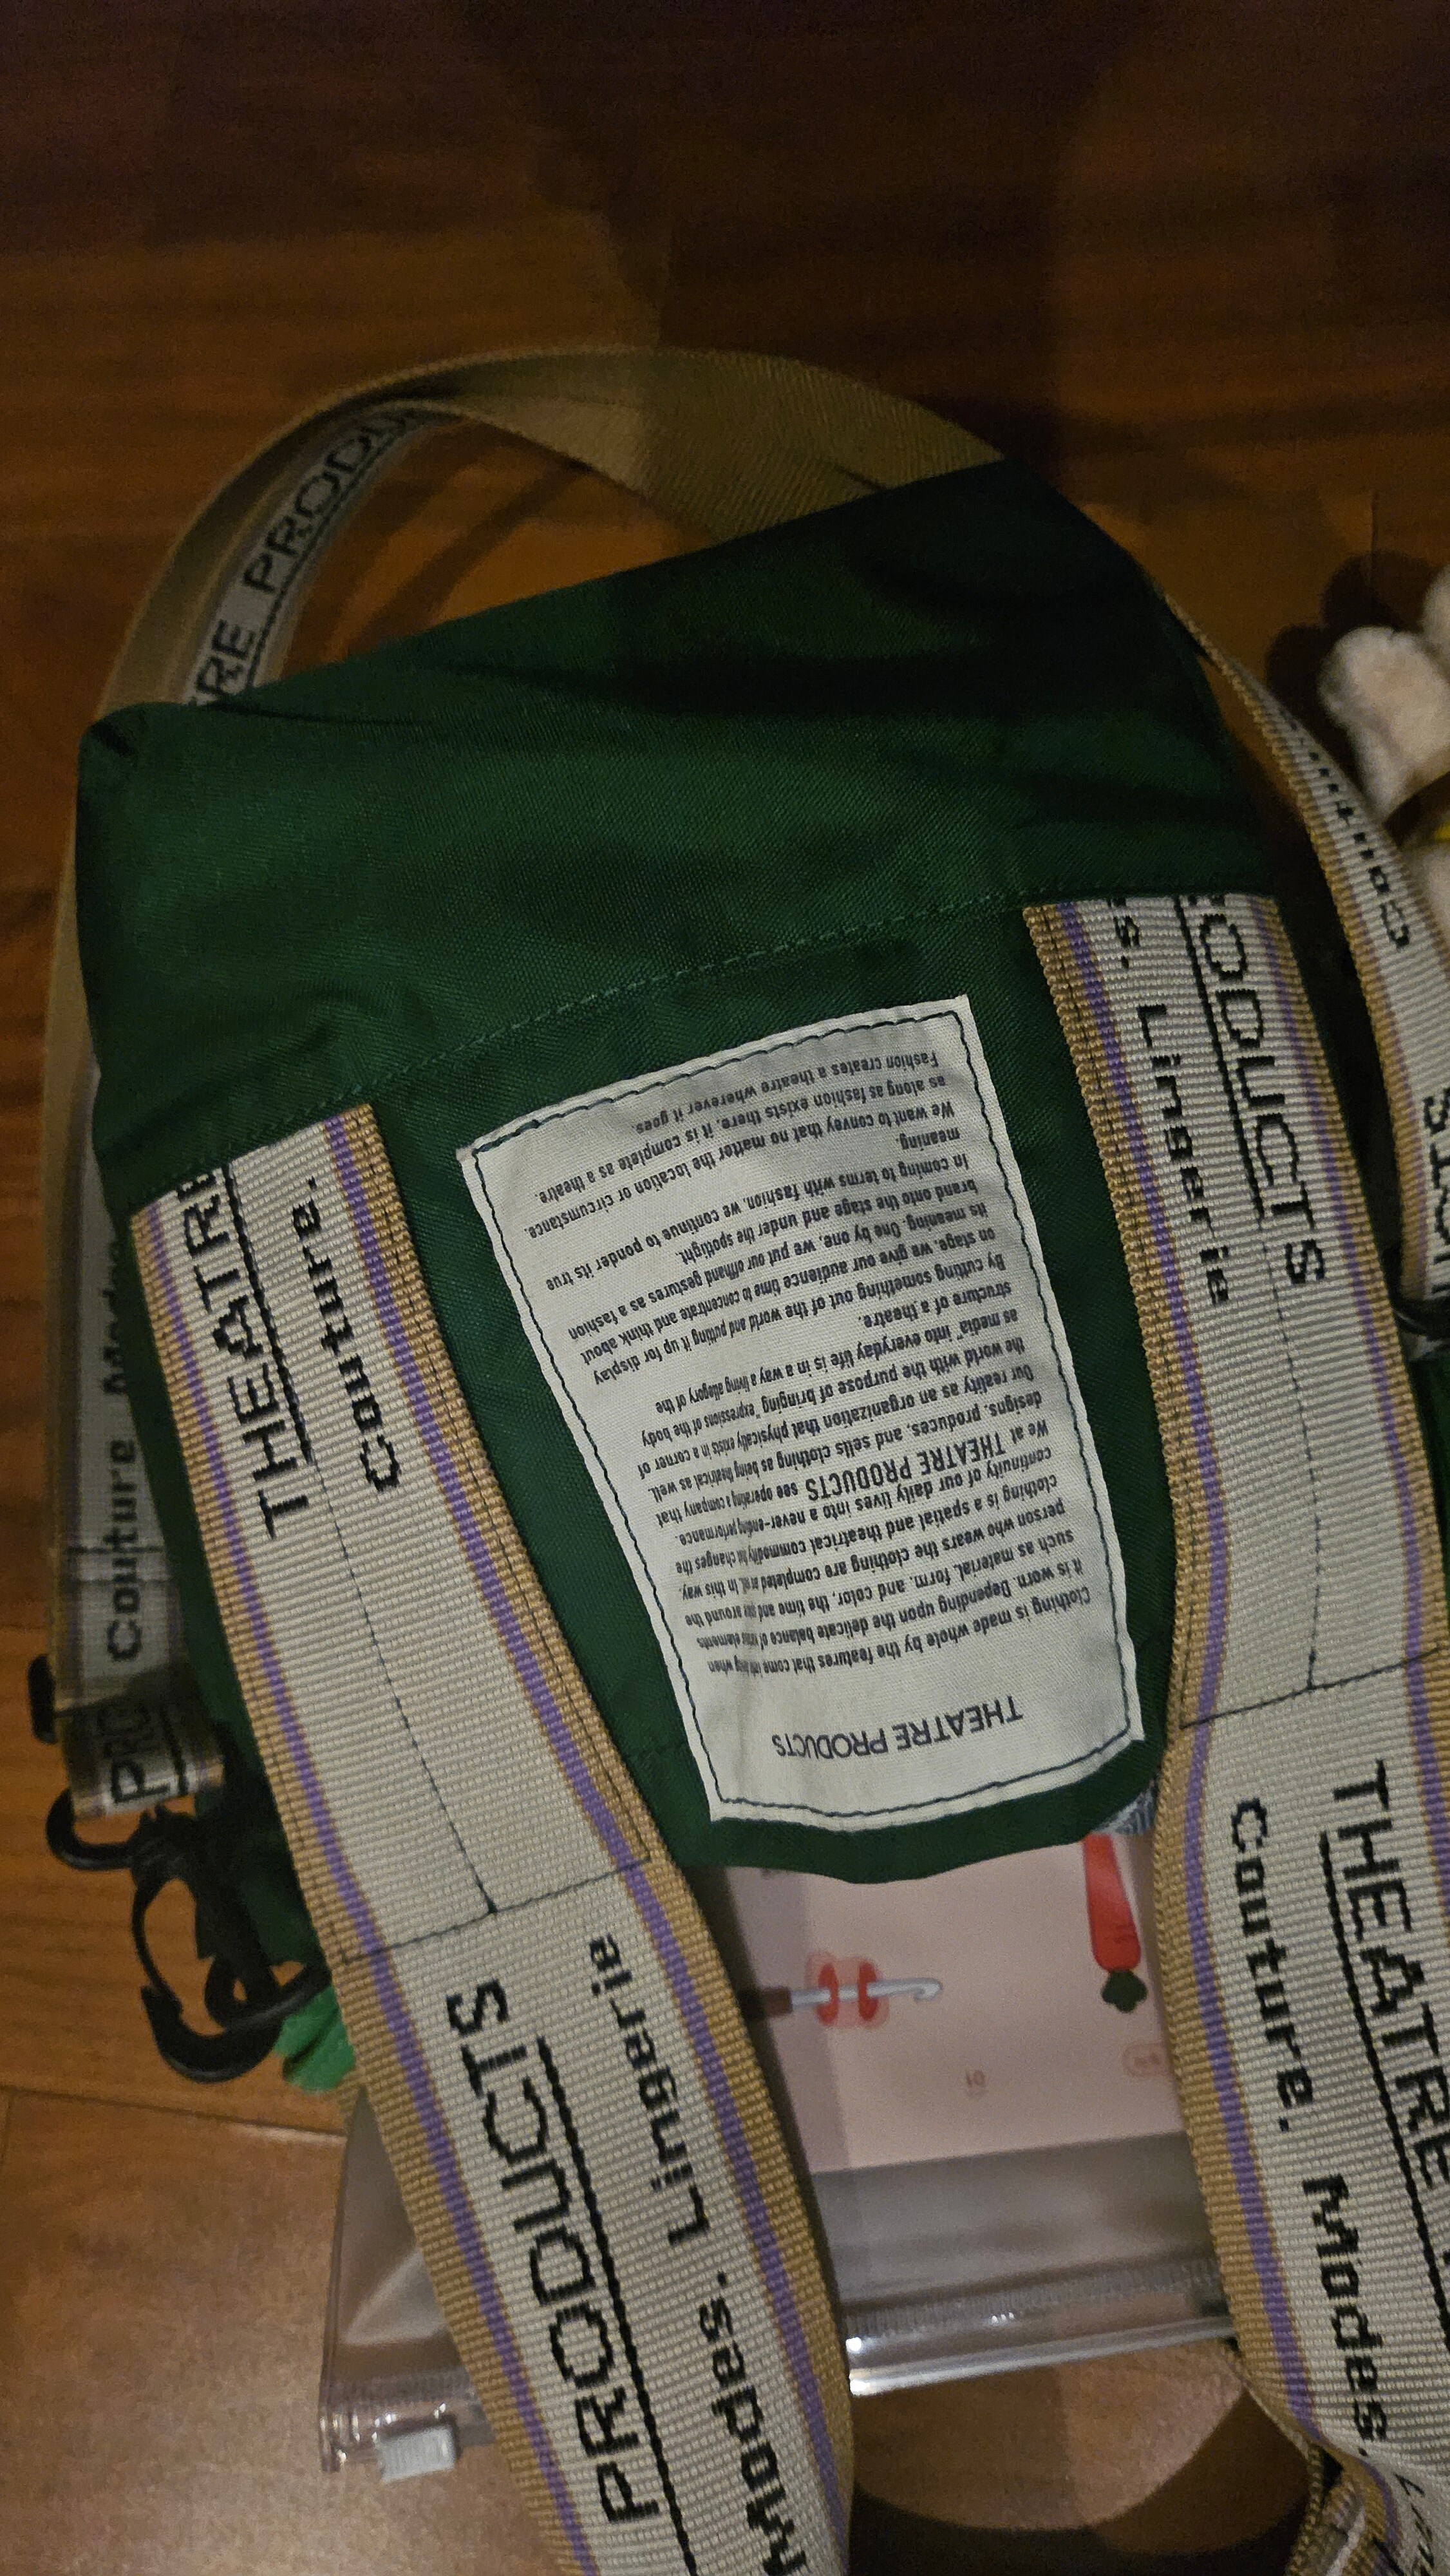 THEATRE PRODUCTS
Clothing is made whole by the features that come when
it is worn. Depending upon the delicate balance of elements
such as material, form, and color, the time and around the
person who wears the clothing are completed in this way,
clothing is a spatial and theatrical commodity that changes the
continuity of our daily lives into a never-ending performance.
We at THEATRE PRODUCTS see operating a company that
designs, produces, and sells clothing as being theatrical as well.
Our reality as an organization that physically exists in a corner of
the world with the purpose of bringing "expressions of the body
as media" into everyday life is in a way a living allegory of the
structure of a theatre.
By cutting something out of the world and putting it up for display
on stage, we give our audience time to concentrate and think about
its meaning. One by one, we put our offhand gestures as a fashion
brand onto the stage and under the spotlight.
In coming to terms with fashion, we continue to ponder its true
meaning.
We want to convey that no matter the location or circumstance,
as along as fashion exists there, it is complete as a theatre.
Fashion creates a theatre wherever it goes.
THEATRE
Couture.
PRODUCTS
Modes. Lingerie
PRODUCTS
Lingerie
THEATRE
Couture. Modes.
Couture
01